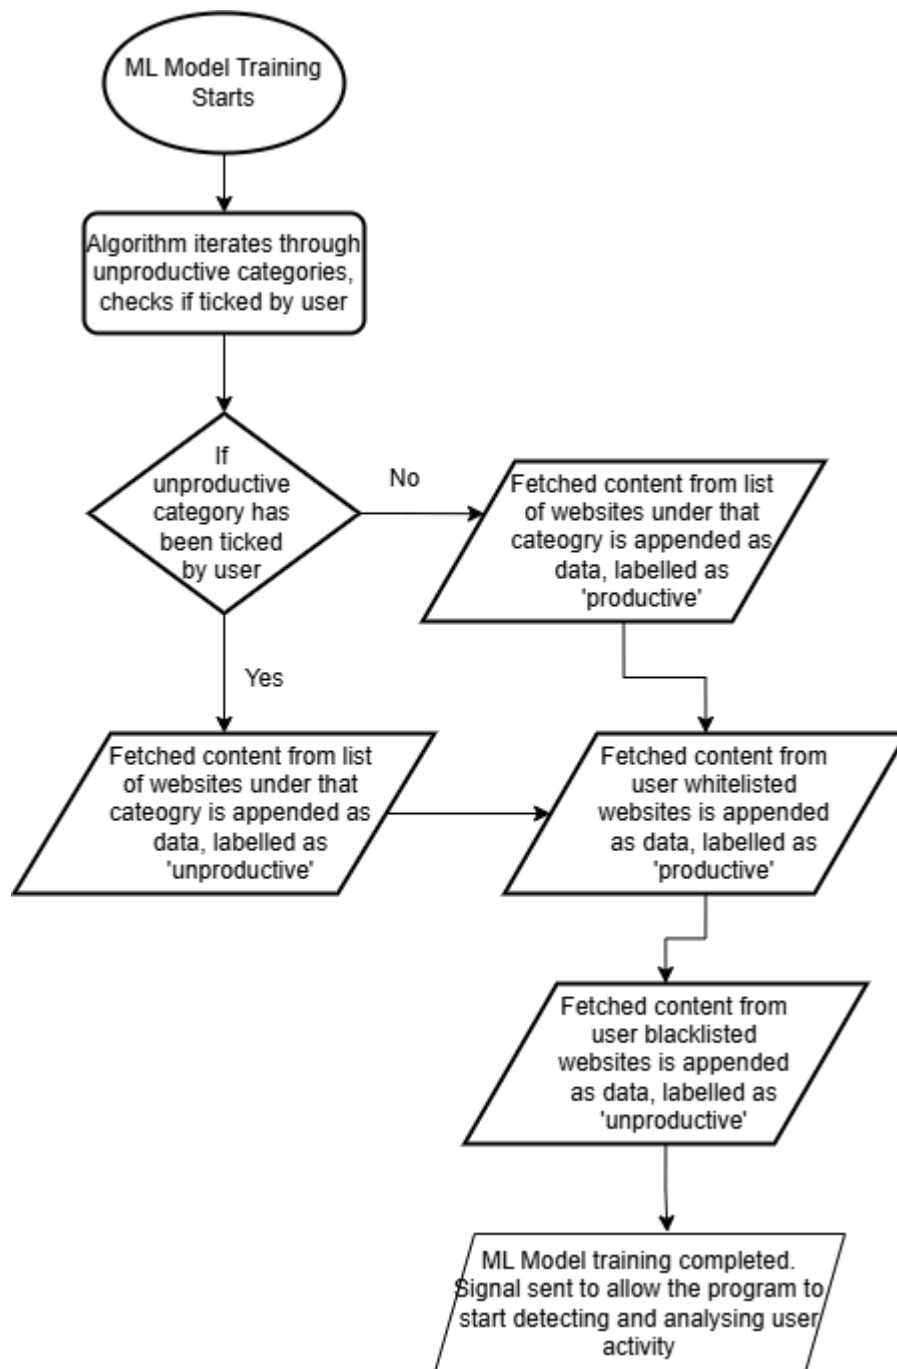 ML Model Training
Starts
Algorithm iterates through
unproductive categories,
checks if ticked by user
If
unproductive
category has
been ticked
by user
No
Fetched content from list
of websites under that
cateogry is appended as
data, labelled as
'productive'
Yes
Fetched content from list
of websites under that
cateogry is appended as
data, labelled as
'unproductive'
Fetched content from
user whitelisted
websites is appended
as data, labelled as
'productive'
Fetched content from
user blacklisted
websites is appended
as data, labelled as
'unproductive'
ML Model training completed.
Signal sent to allow the program to
start detecting and analysing user
activity